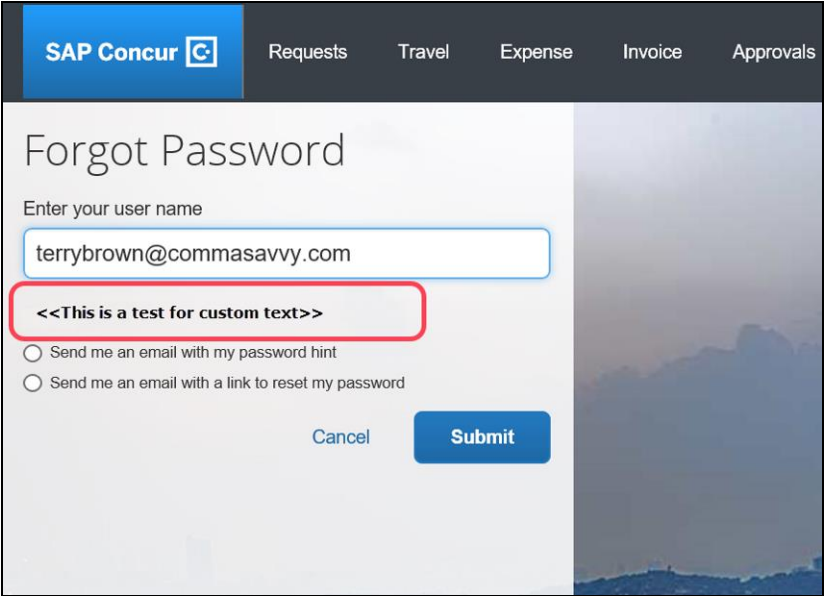 SAP Concur C. Requests Travel Expense Invoice Approvals
Forgot Password
Enter your user name
terrybrown@commasavvy.com
<<This is a test for custom text>>
Send me an email with my password hint
Send me an email with a link to reset my password
Cancel Submit